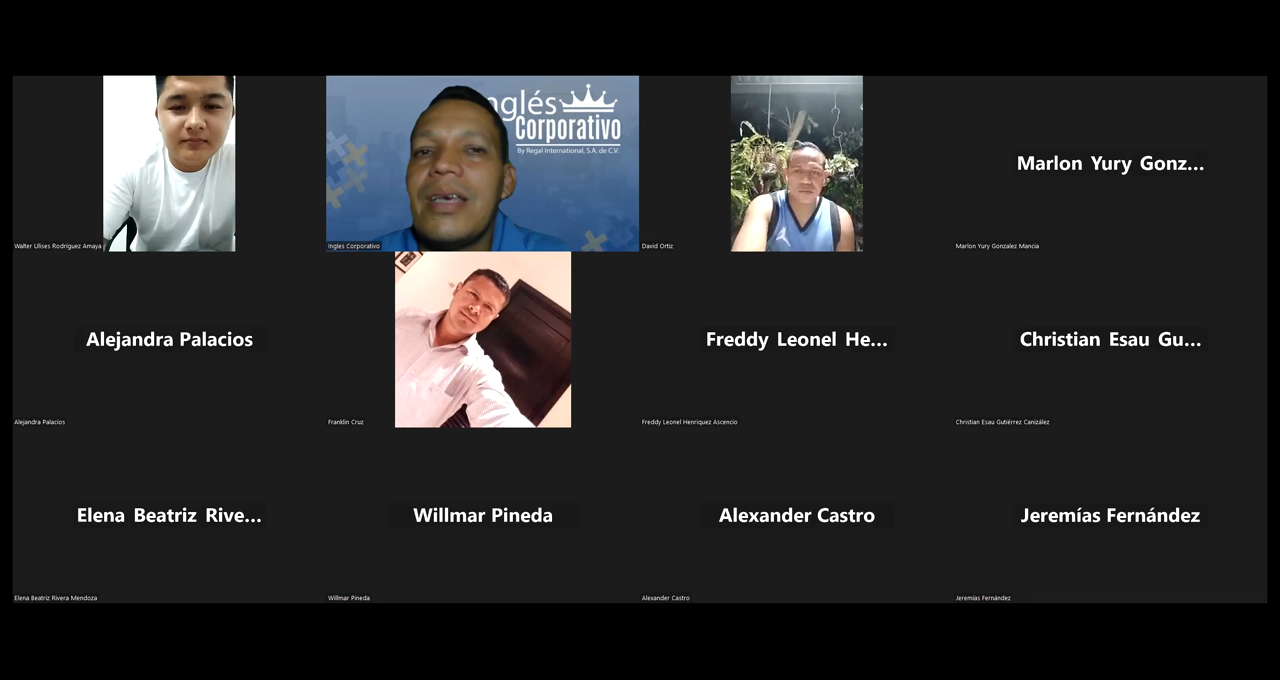 Inglés
Corporativo
By Regal International, S.A. de C.V.
Marlon Yury Gonz...
Walter Ulises Rodríguez Amaya
Ingles Corporativo
David Ortiz
Marlon Yury Gonzalez Mancia
Alejandra Palacios
Freddy Leonel He...
Christian Esau Gu...
Alejandra Palacios
Franklin Cruz
Freddy Leonel Henriquez Ascencio
Christian Esau Gutiérrez Canizález
Elena Beatriz Rive...
Willmar Pineda
Alexander Castro
Jeremías Fernández
Elena Beatriz Rivera Mendoza
Willmar Pineda
Alexander Castro
Jeremías Fernández